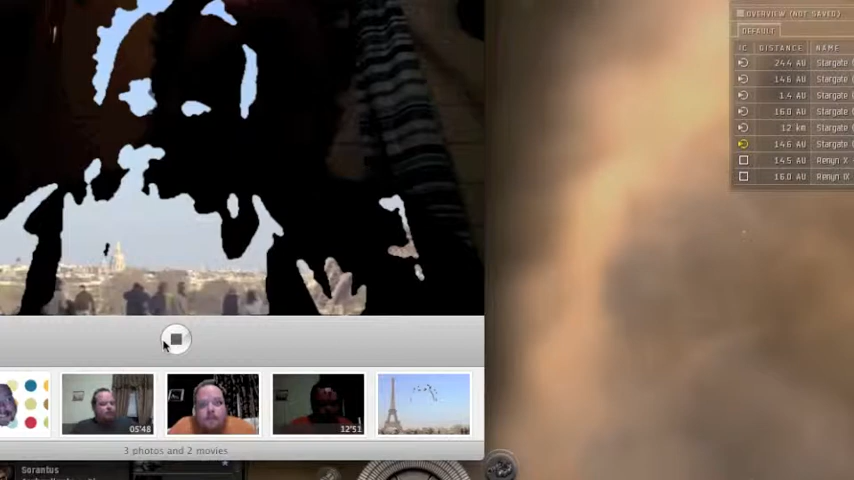 OVERVIEW (NOT SAVED)
DEFAULT
IC DISTANCE NAME
24.4 AU Stargate
14.6 AU Stargate
1.4 AU Stargate
16.0 AU Stargate
12 km Stargate
14.6 AU Stargate
14.5 AU Renyn X
16.0 AU Renyn IX
05:48
12:51
3 photos and 2 movies
Sarantus